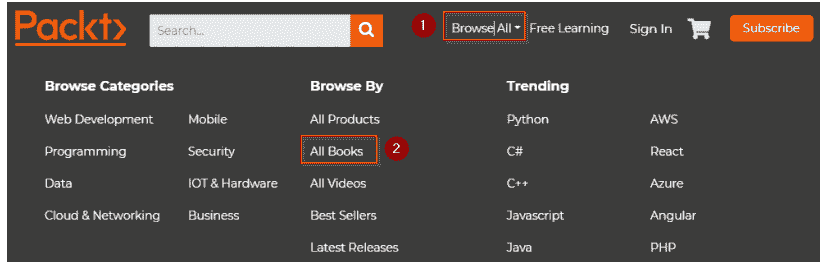 Packt>
Search...
1
Browse All
Free Learning
Sign In
Subscribe
Browse Categories
Browse By
Trending
Web Development
Mobile
All Products
Python
AWS
Programming
Security
All Books
2
C#
React
Data
IOT & Hardware
All Videos
C++
Azure
Cloud & Networking
Business
Best Sellers
Javascript
Angular
Latest Releases
Java
PHP